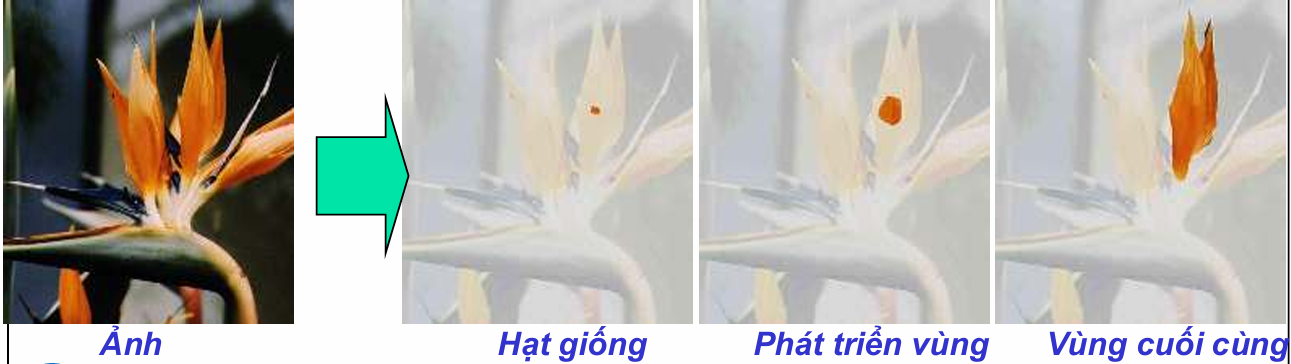 Ảnh
Hạt giống
Phát triển vùng
Vùng cuối cùng